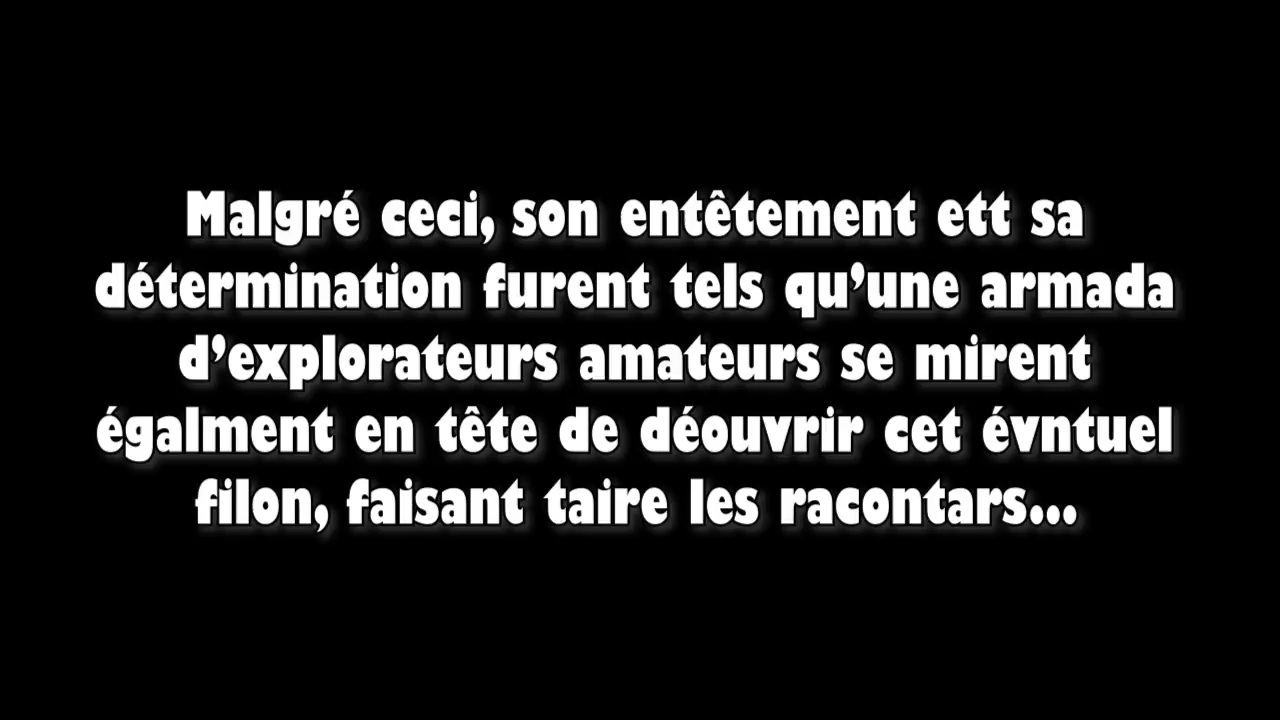 Malgré ceci, son entêtement ett sa
détermination furent tels qu'une armada
d'explorateurs amateurs se mirent
égalment en tête de déouvrir cet évntuel
filon, faisant taire les racontars...